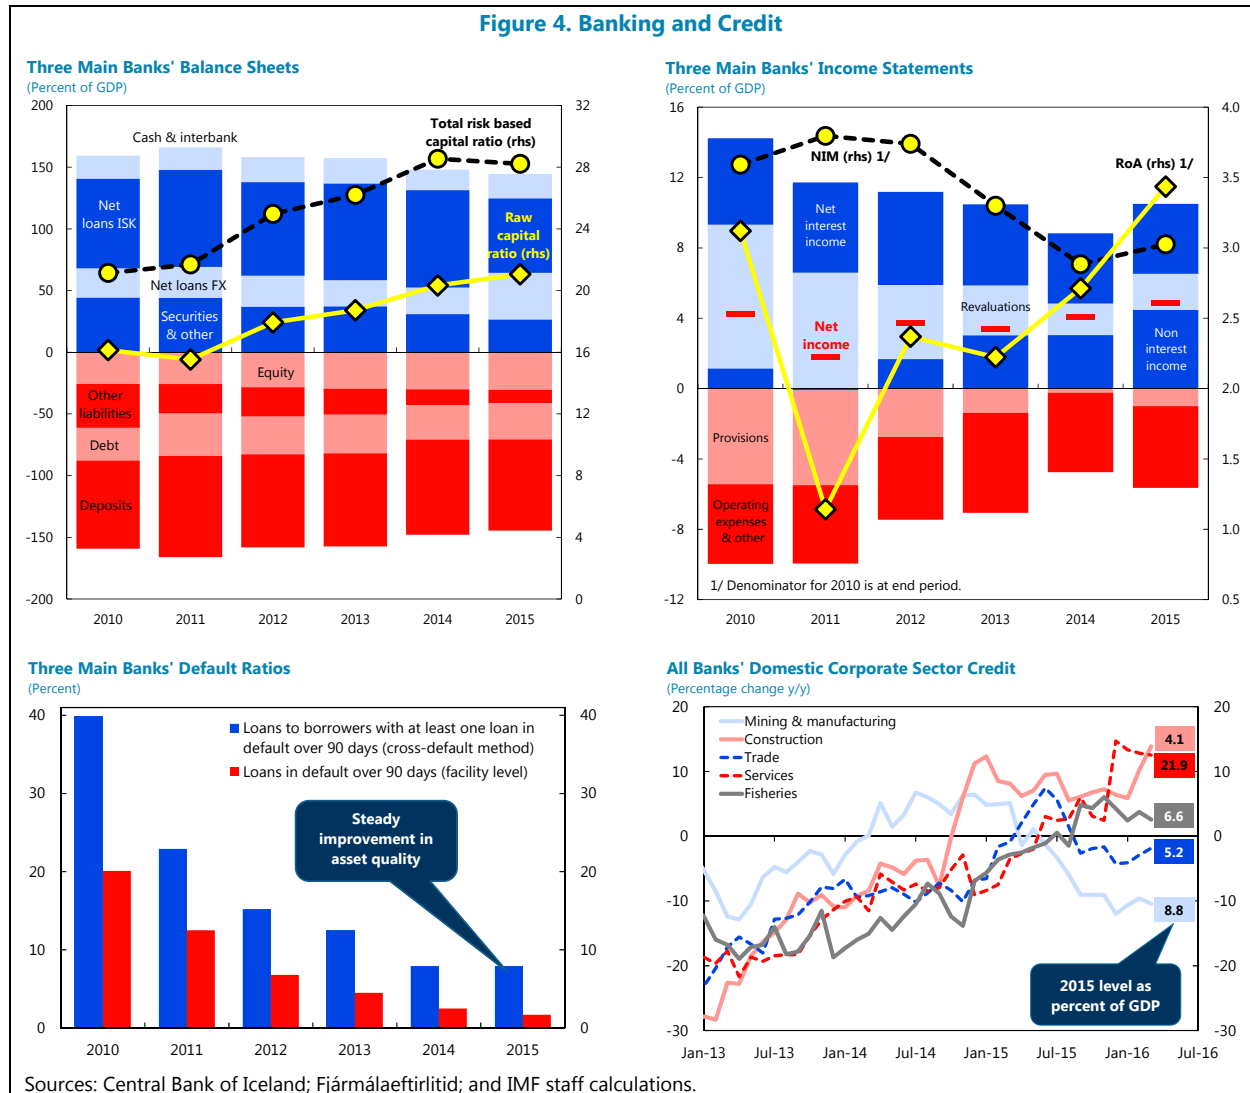 Figure 4. Banking and Credit
Three Main Banks' Balance Sheets
(Percent of GDP)
200
150
100
50
0
-50
-100
-150
-200
32
28
24
20
16
12
8
4
0
Cash & interbank
Total risk based
capital ratio (rhs)
Net
loans ISK
Raw
capital
ratio (rhs)
Net loans FX
Securities
& other
Equity
Other
liabilities
Debt
Deposits
2010
2011
2012
2013
2014
2015
Three Main Banks' Income Statements
(Percent of GDP)
16
12
8
4
0
-4
-8
-12
4.0
3.5
3.0
2.5
2.0
1.5
1.0
0.5
NIM (rhs) 1/
RoA (rhs) 1/
Net
interest
income
Revaluations
Net
income
Non
interest
income
Provisions
Operating
expenses
& other
1/ Denominator for 2010 is at end period.
2010
2011
2012
2013
2014
2015
Three Main Banks' Default Ratios
(Percent)
40
30
20
10
0
40
30
20
10
0
Loans to borrowers with at least one loan in
default over 90 days (cross-default method)
Loans in default over 90 days (facility level)
Steady
improvement in
asset quality
2010
2011
2012
2013
2014
2015
All Banks' Domestic Corporate Sector Credit
(Percentage change y/y)
20
10
0
-10
-20
-30
20
10
0
-10
-20
-30
Mining & manufacturing
Construction
Trade
Services
Fisheries
4.1
21.9
6.6
5.2
8.8
2015 level as
percent of GDP
Jan-13
Jul-13
Jan-14
Jul-14
Jan-15
Jul-15
Jan-16
Jul-16
Sources: Central Bank of Iceland; Fjármálaeftirlitid; and IMF staff calculations.